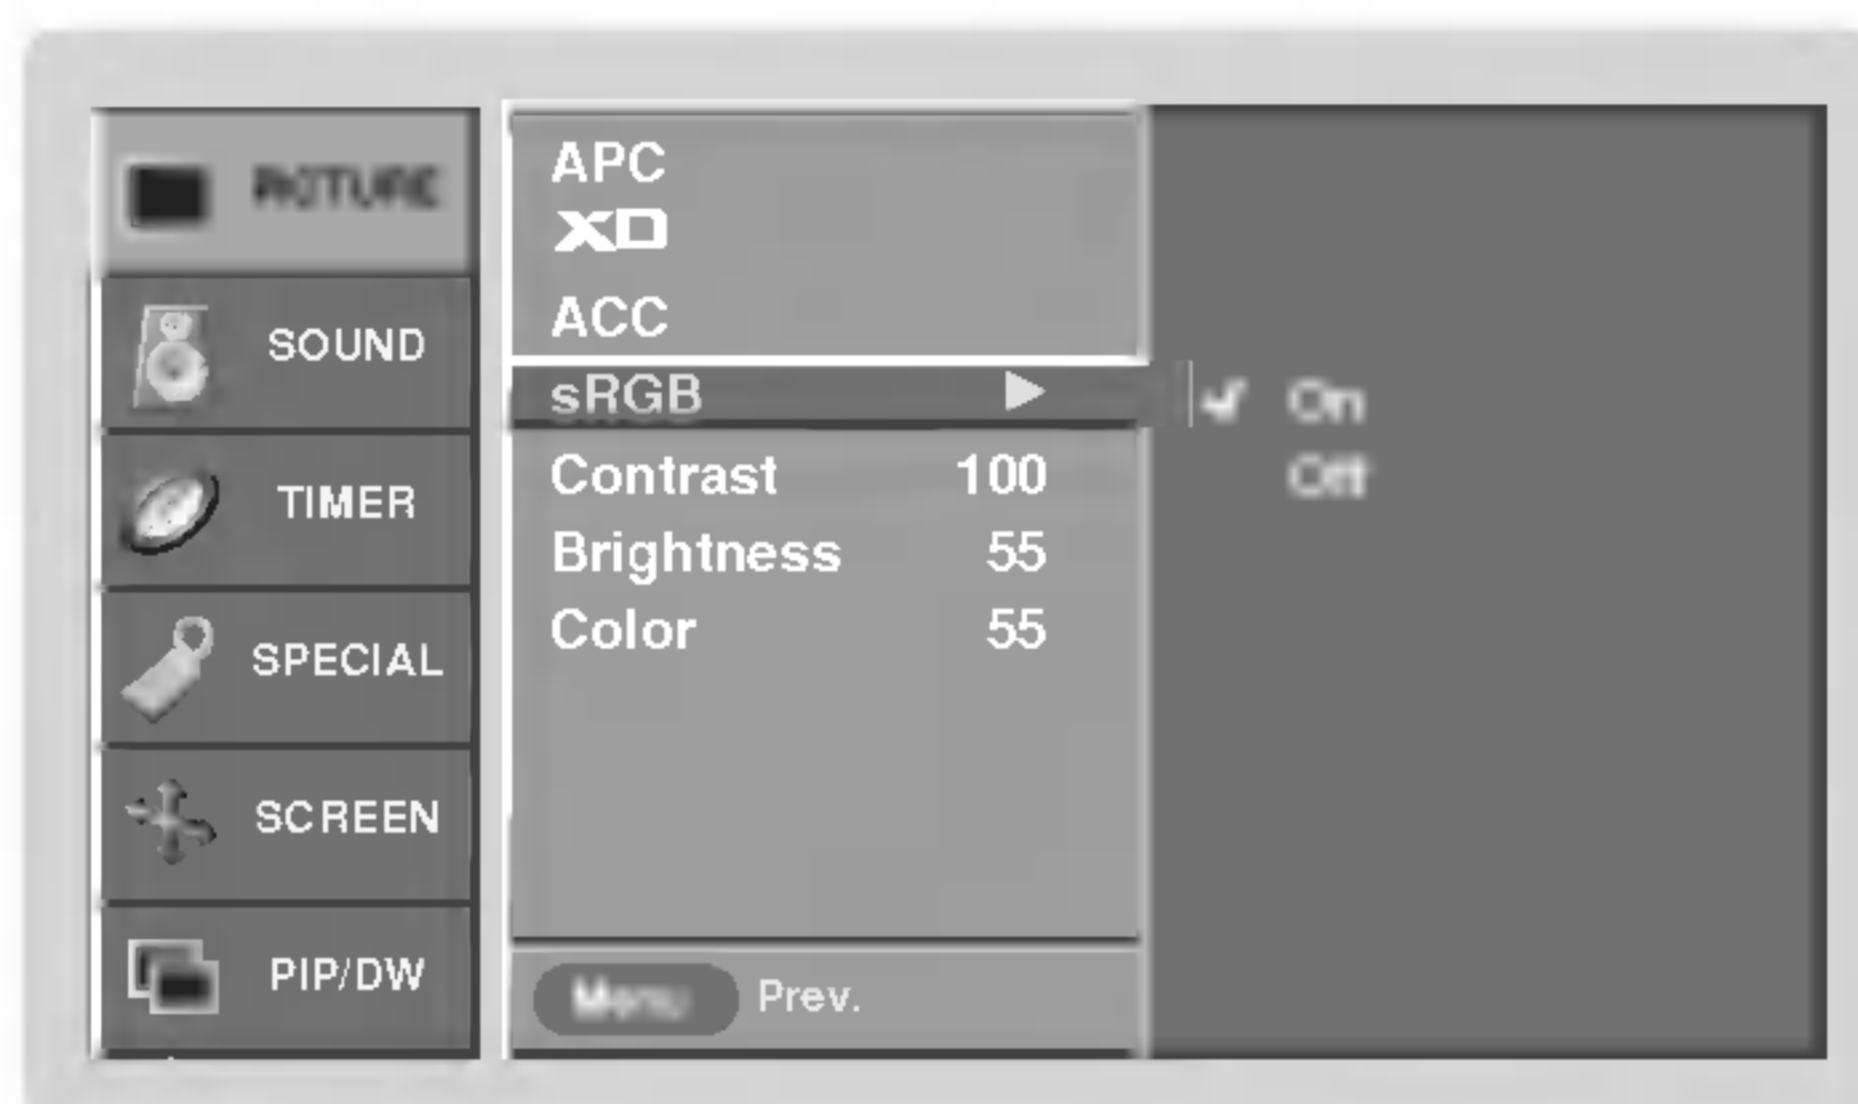 PICTURE
SOUND
TIMER
SPECIAL
SCREEN
PIP/DW
APC
XD
ACC
sRGB
Contrast 100
Brightness 55
Color 55
Menu Prev.
On
Off